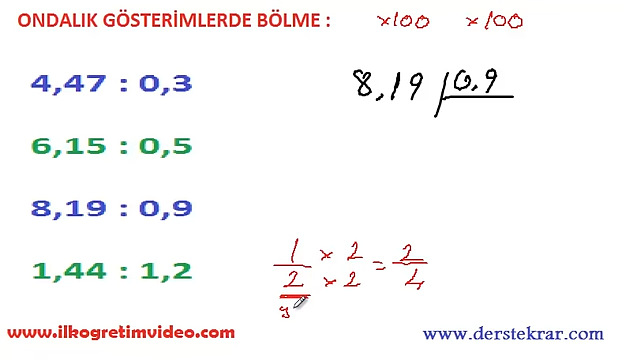 ONDALIK GÖSTERİMLERDE BÖLME : ×100 ×100
4,47 : 0,3
8,19 0,9
6,15 : 0,5
8,19 : 0,9
1 × 2 = 2
2 × 2 4
1,44 : 1,2
y
www.ilkogretimvideo.com
www.derstekrar.com